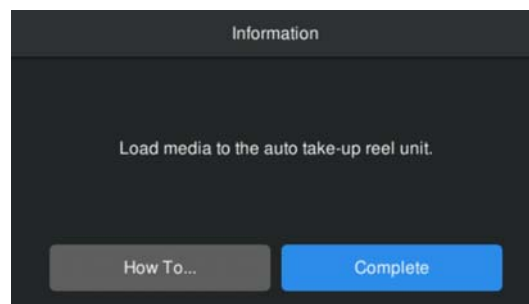 Information
Load media to the auto take-up reel unit.
How To...
Complete